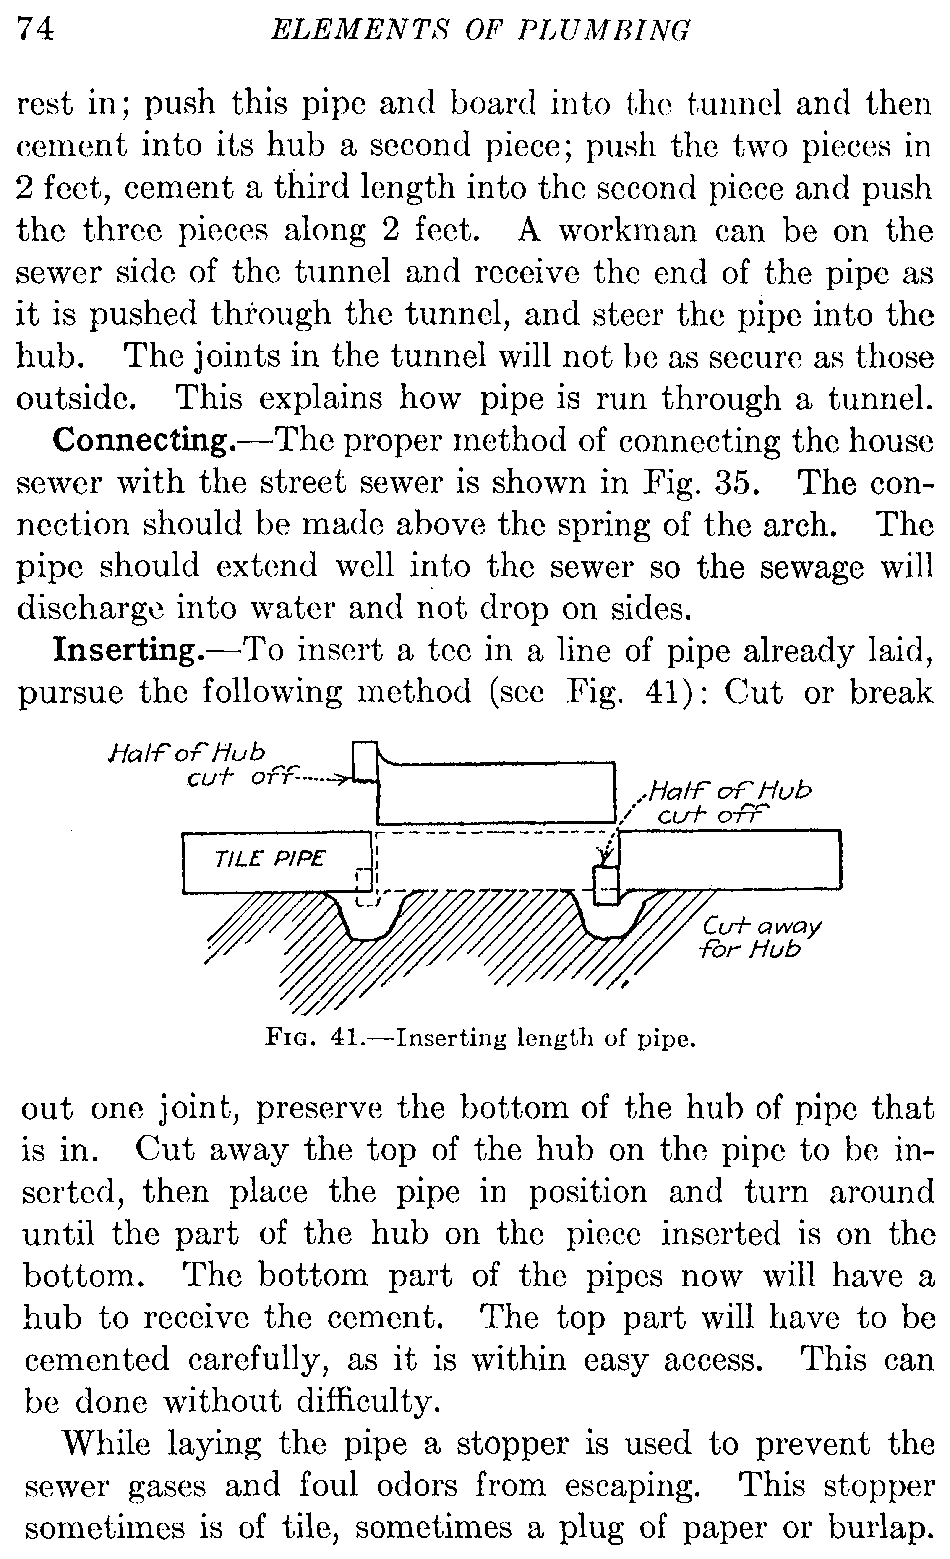 74 ELEMENTS OF PLUMBING
rest in; push this pipe and board into the tunnel and then
cement into its hub a second piece; push the two pieces in
2 feet, cement a third length into the second piece and push
the three pieces along 2 feet. A workman can be on the
sewer side of the tunnel and receive the end of the pipe as
it is pushed through the tunnel, and steer the pipe into the
hub. The joints in the tunnel will not be as secure as those
outside. This explains how pipe is run through a tunnel.
Connecting.—The proper method of connecting the house
sewer with the street sewer is shown in Fig. 35. The con-
nection should be made above the spring of the arch. The
pipe should extend well into the sewer so the sewage will
discharge into water and not drop on sides.
Inserting.—To insert a tee in a line of pipe already laid,
pursue the following method (see Fig. 41): Cut or break
Half of Hub
cut off
Half of Hub
cut off
TILE PIPE
Cut away
for Hub
FIG. 41.—Inserting length of pipe.
out one joint, preserve the bottom of the hub of pipe that
is in. Cut away the top of the hub on the pipe to be in-
serted, then place the pipe in position and turn around
until the part of the hub on the piece inserted is on the
bottom. The bottom part of the pipes now will have a
hub to receive the cement. The top part will have to be
cemented carefully, as it is within easy access. This can
be done without difficulty.
While laying the pipe a stopper is used to prevent the
sewer gases and foul odors from escaping. This stopper
sometimes is of tile, sometimes a plug of paper or burlap.